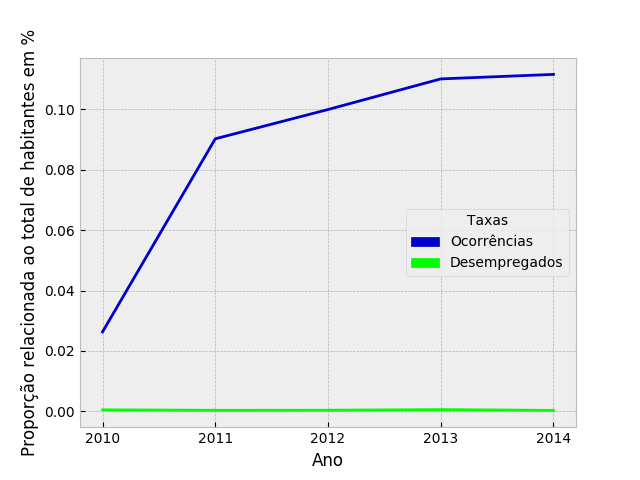 Proporção relacionada ao total de habitantes em %
0.10
0.08
0.06
0.04
0.02
0.00
Taxas
Ocorrências
Desempregados
2010 2011 2012 2013 2014
Ano